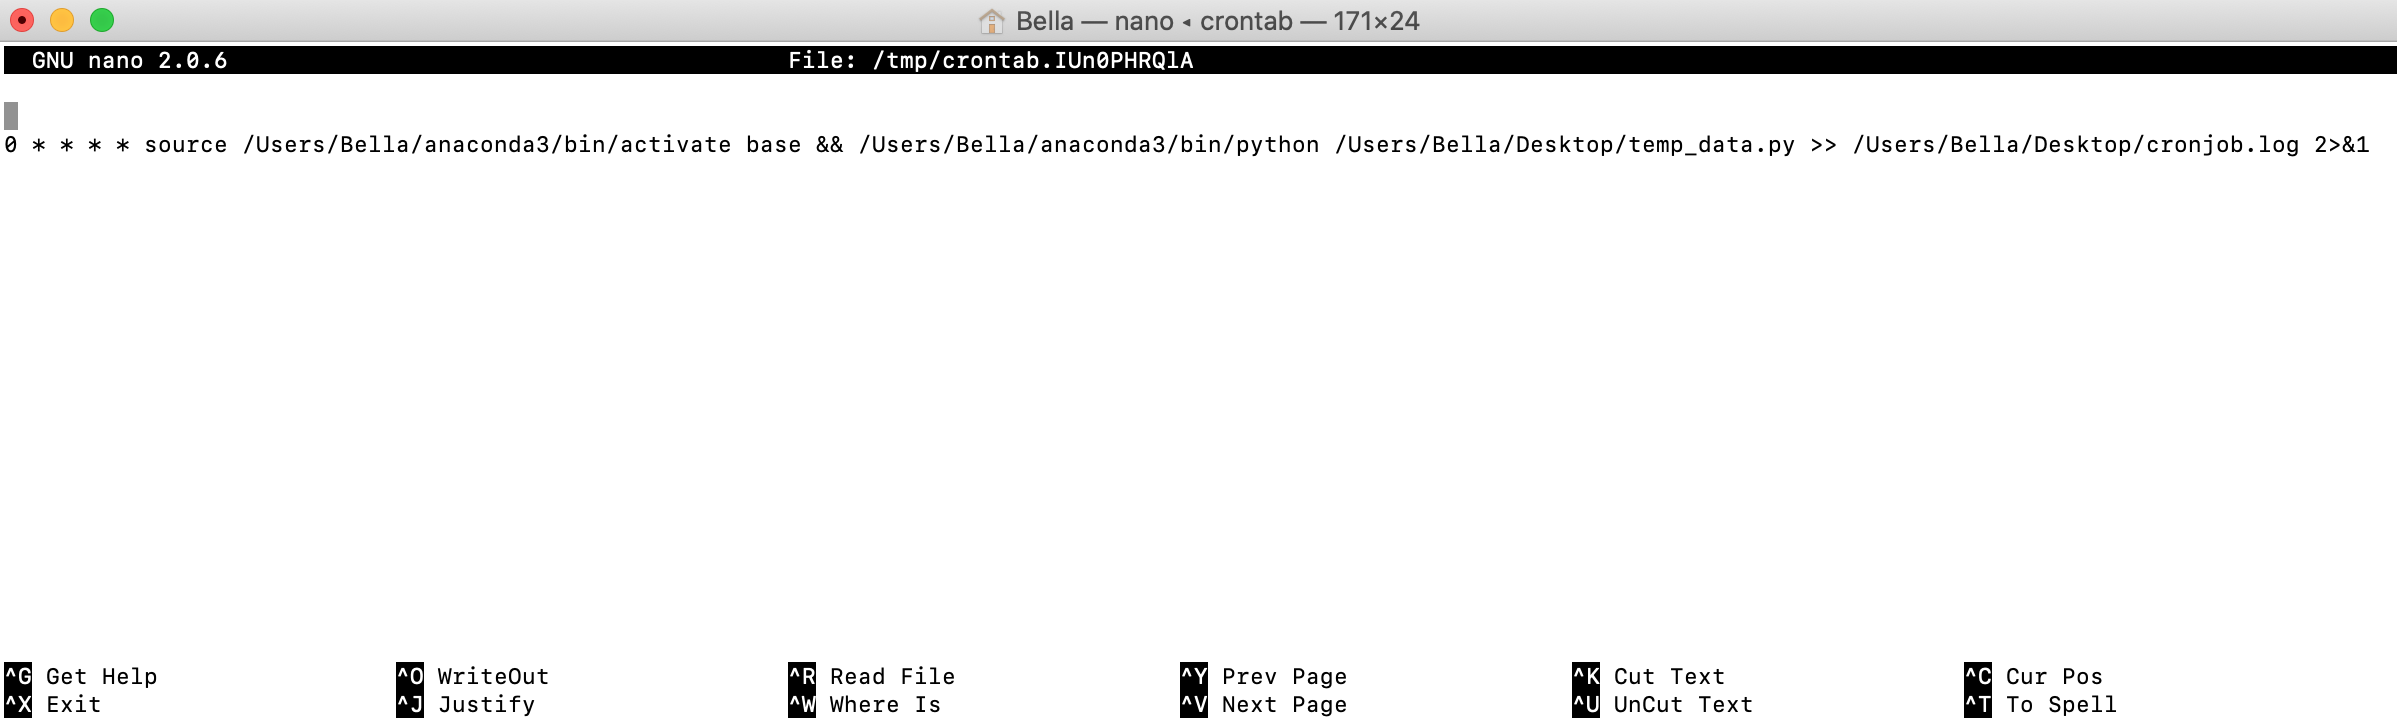 Bella — nano ◂ crontab — 171×24
GNU nano 2.0.6 File: /tmp/crontab.IUn0PHRQlA
0 * * * * source /Users/Bella/anaconda3/bin/activate base && /Users/Bella/anaconda3/bin/python /Users/Bella/Desktop/temp_data.py >> /Users/Bella/Desktop/cronjob.log 2>&1
^G Get Help ^O WriteOut ^R Read File ^Y Prev Page ^K Cut Text ^C Cur Pos
^X Exit ^J Justify ^W Where Is ^V Next Page ^U UnCut Text ^T To Spell